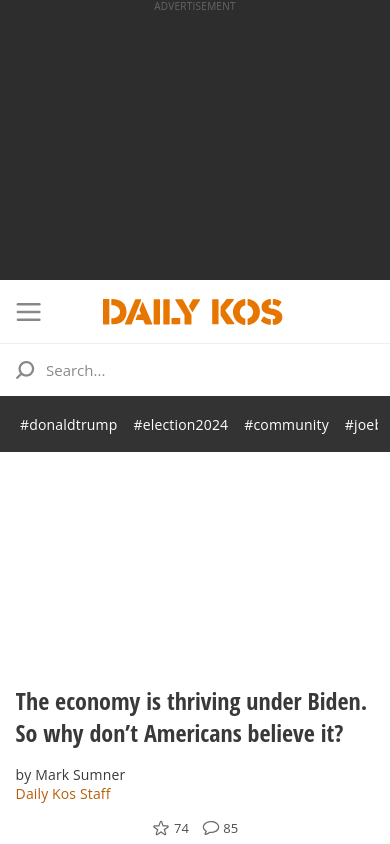 ADVERTISEMENT
DAILY KOS
Search...
#donaldtrump #election2024 #community #joeb
The economy is thriving under Biden.
So why don’t Americans believe it?
by Mark Sumner
Daily Kos Staff
74 85